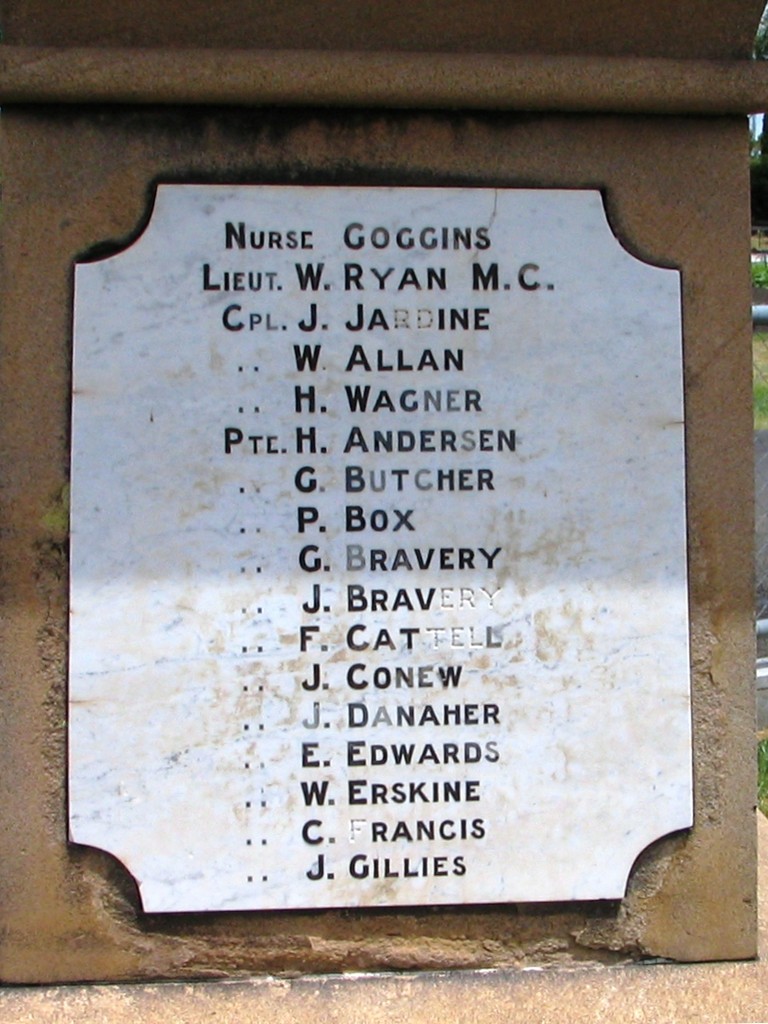 NURSE GOGGINS
LIEUT. W. RYAN M.C.
CPL. J. JARDINE
.. W. ALLAN
.. H. WAGNER
PTE. H. ANDERSEN
.. G. BUTCHER
.. P. BOX
.. G. BRAVERY
.. J. BRAVERY
.. F. CATTELL
.. J. CONEW
.. J. DANAHER
.. E. EDWARDS
.. W. ERSKINE
.. C. FRANCIS
.. J. GILLIES